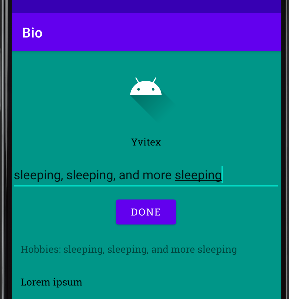 Bio
Yvitex
sleeping, sleeping, and more sleeping
DONE
Hobbies: sleeping, sleeping, and more sleeping
Lorem ipsum